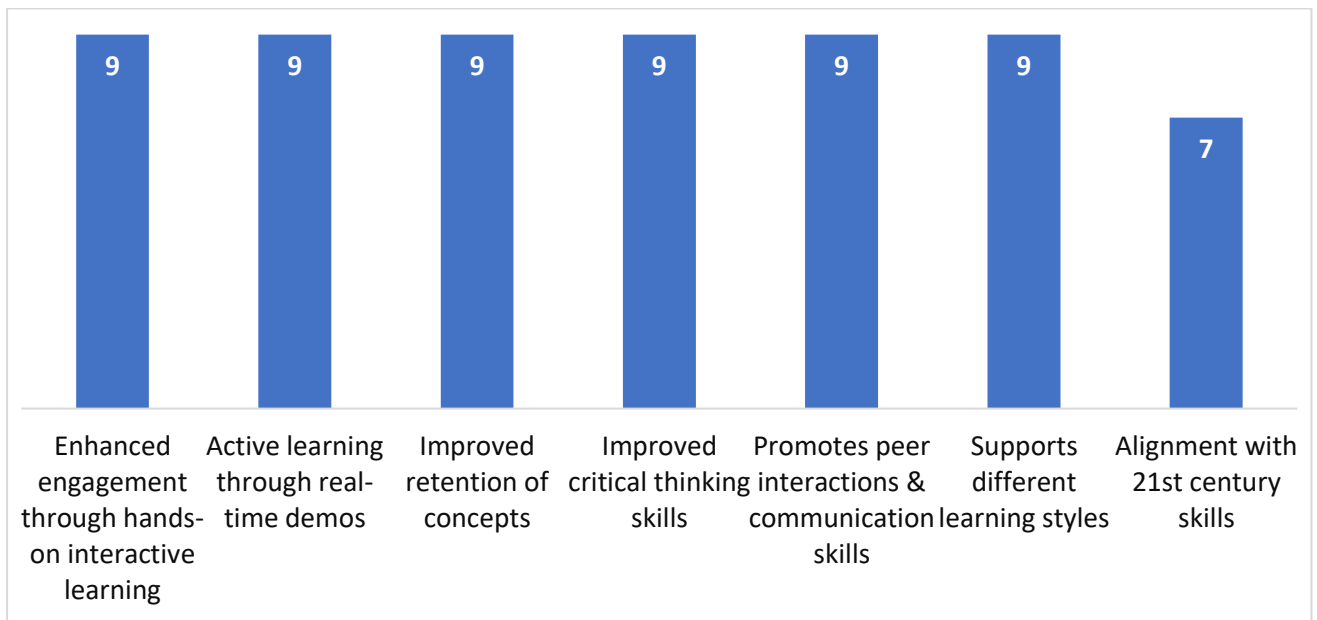 9
9
9
9
9
9
7
Enhanced
engagement
through hands-
on interactive
learning
Active learning
through real-
time demos
Improved
retention of
concepts
Improved
critical thinking
skills
Promotes peer
interactions &
communication
skills
Supports
different
learning styles
Alignment with
21st century
skills